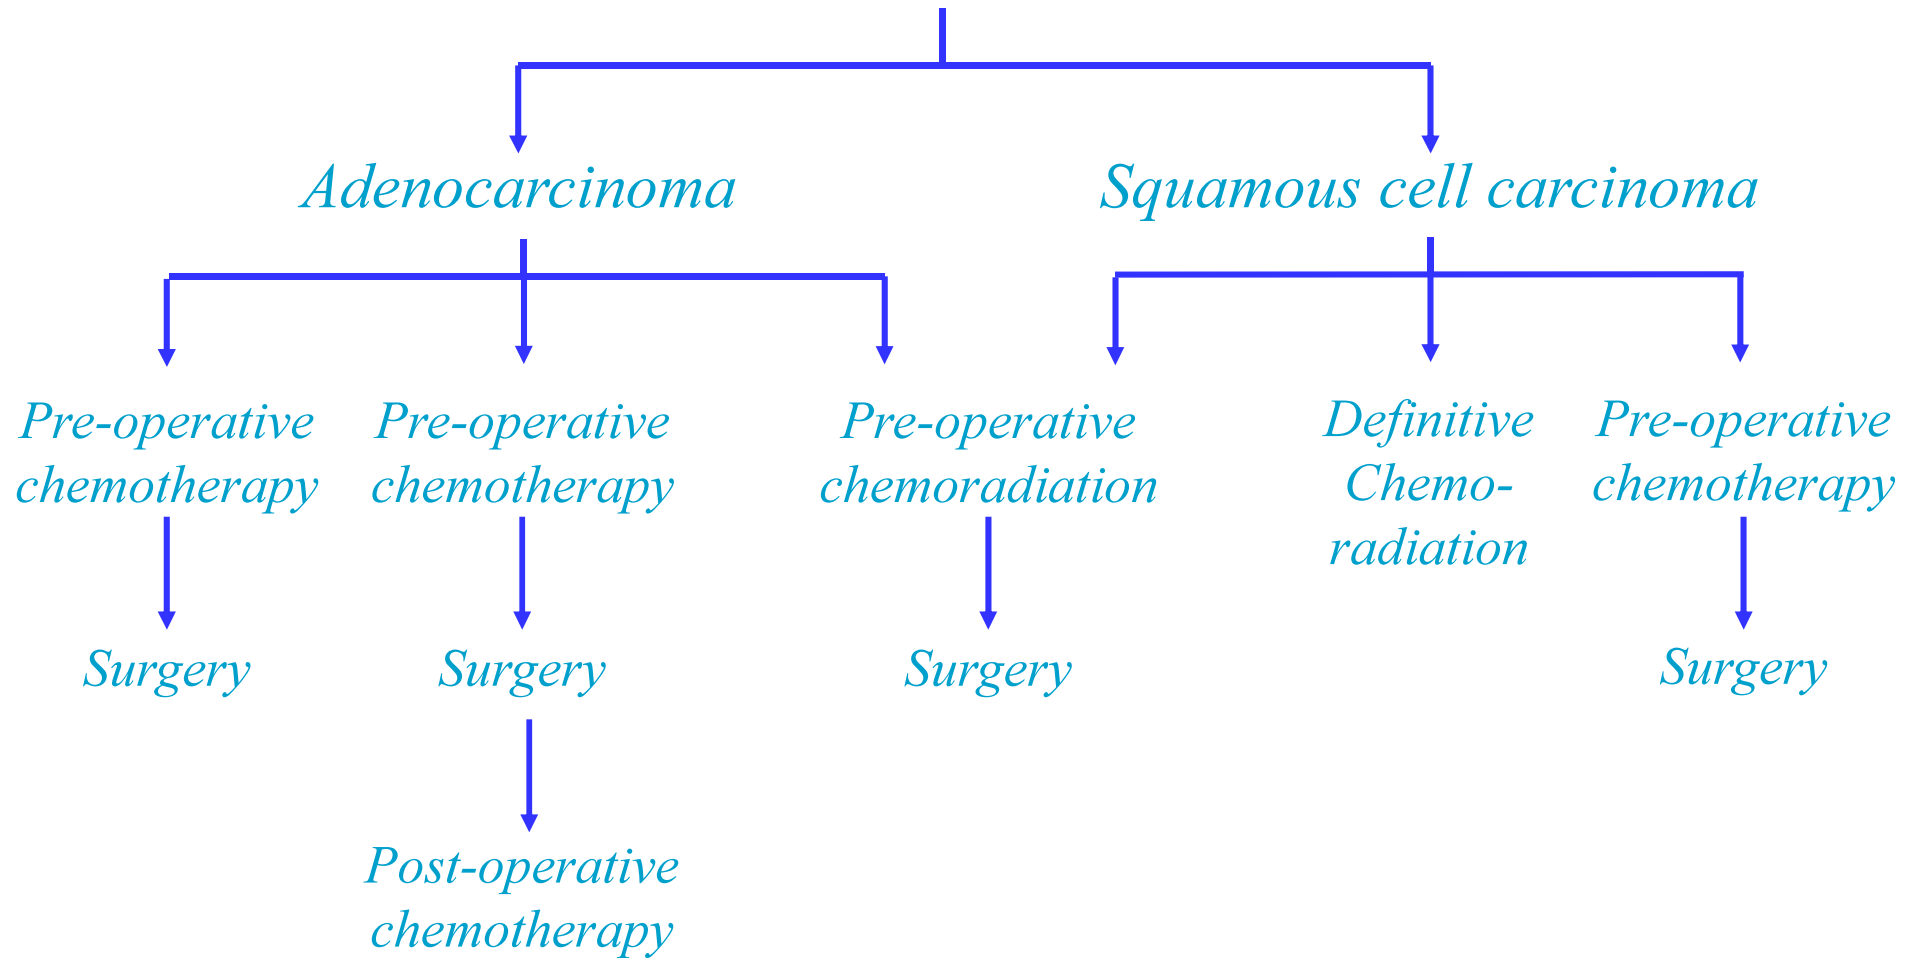 Adenocarcinoma
Squamous cell carcinoma
Pre-operative
chemotherapy
Pre-operative
chemotherapy
Pre-operative
chemoradiation
Definitive
Chemo-
radiation
Pre-operative
chemotherapy
Surgery
Surgery
Surgery
Surgery
Post-operative
chemotherapy